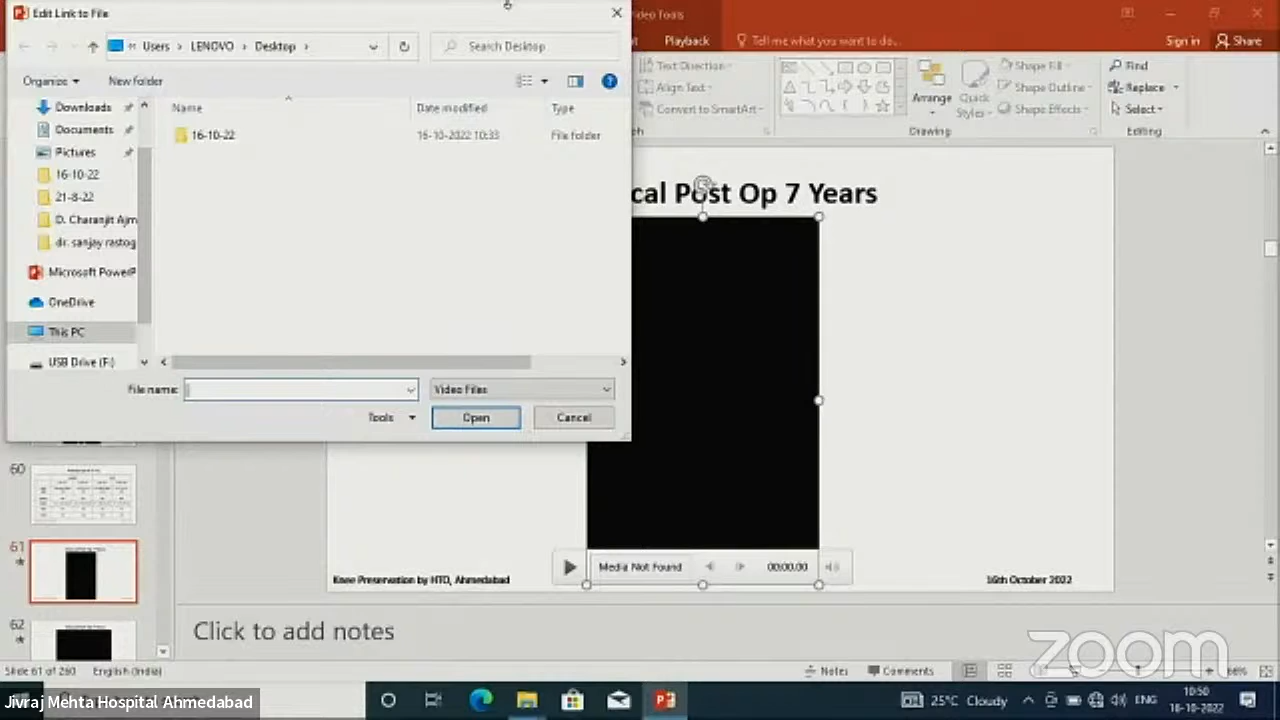 Edit Link to File
Video Tools
Users > LENOVO > Desktop >
Search Desktop
Playback
Tell me what you want to do...
Sign in
Share
Organize
New folder
Text Direction
Align Text
Convert to SmartArt
Arrange
Quick Styles
Shape Fill
Shape Outline
Shape Effects
Find
Replace
Select
Drawing
Editing
Name
Date modified
Type
16-10-22
16-10-2022 10:33
File folder
Downloads
Documents
Pictures
16-10-22
21-8-22
D. Charanjit Ajm
dr. sanjay rastog
Microsoft PowerP
OneDrive
This PC
USB Drive (F:)
File name:
Video Files
Tools
Open
Cancel
cal Post Op 7 Years
60
61
62
Media Not Found
00:00.00
Knee Preservation by HTO, Ahmedabad
16th October 2022
Click to add notes
zoom
Slide 61 of 260
English (India)
Notes
Comments
Jivraj Mehta Hospital Ahmedabad
25°C Cloudy
ENG
10:50
16-10-2022